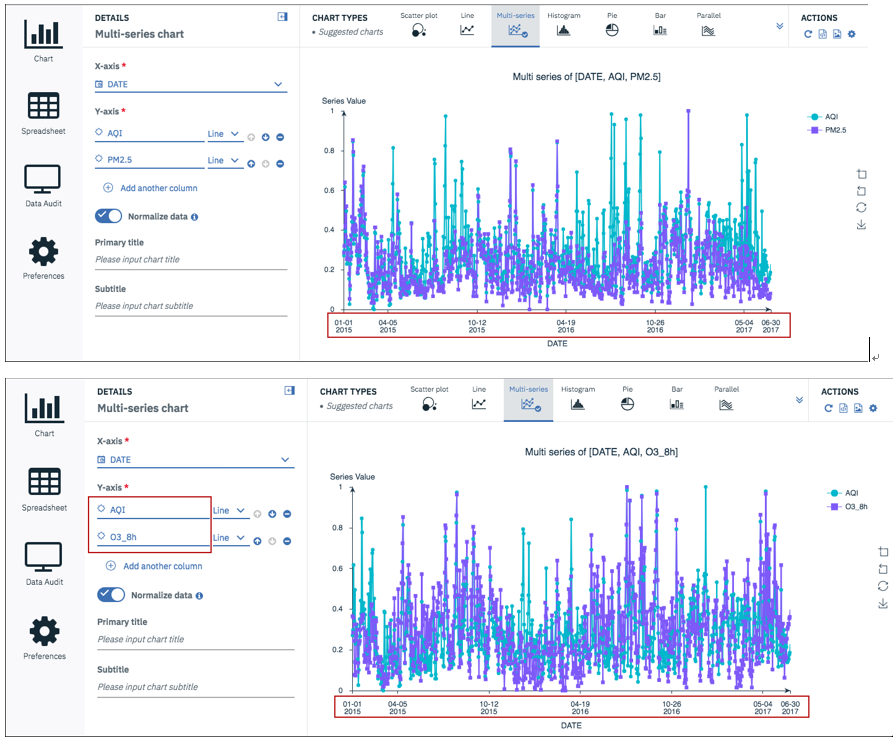 DETAILS
Multi-series chart
CHART TYPES
• Suggested charts
Scatter plot
Line
Multi-series
Histogram
Pie
Bar
Parallel
ACTIONS
Chart
Spreadsheet
Data Audit
Preferences
X-axis *
DATE
Y-axis *
AQI Line
PM2.5 Line
Add another column
Normalize data
Primary title
Please input chart title
Subtitle
Please input chart subtitle
Multi series of [DATE, AQI, PM2.5]
Series Value
1
0.8
0.6
0.4
0.2
0
01-01 04-05 10-12 04-19 10-26 05-04 06-30
2015 2015 2015 2016 2016 2017 2017
DATE
AQI
PM2.5
DETAILS
Multi-series chart
CHART TYPES
• Suggested charts
Scatter plot
Line
Multi-series
Histogram
Pie
Bar
Parallel
ACTIONS
Chart
Spreadsheet
Data Audit
Preferences
X-axis *
DATE
Y-axis *
AQI Line
O3_8h Line
Add another column
Normalize data
Primary title
Please input chart title
Subtitle
Please input chart subtitle
Multi series of [DATE, AQI, O3_8h]
Series Value
1
0.8
0.6
0.4
0.2
0
01-01 04-05 10-12 04-19 10-26 05-04 06-30
2015 2015 2015 2016 2016 2017 2017
DATE
AQI
O3_8h